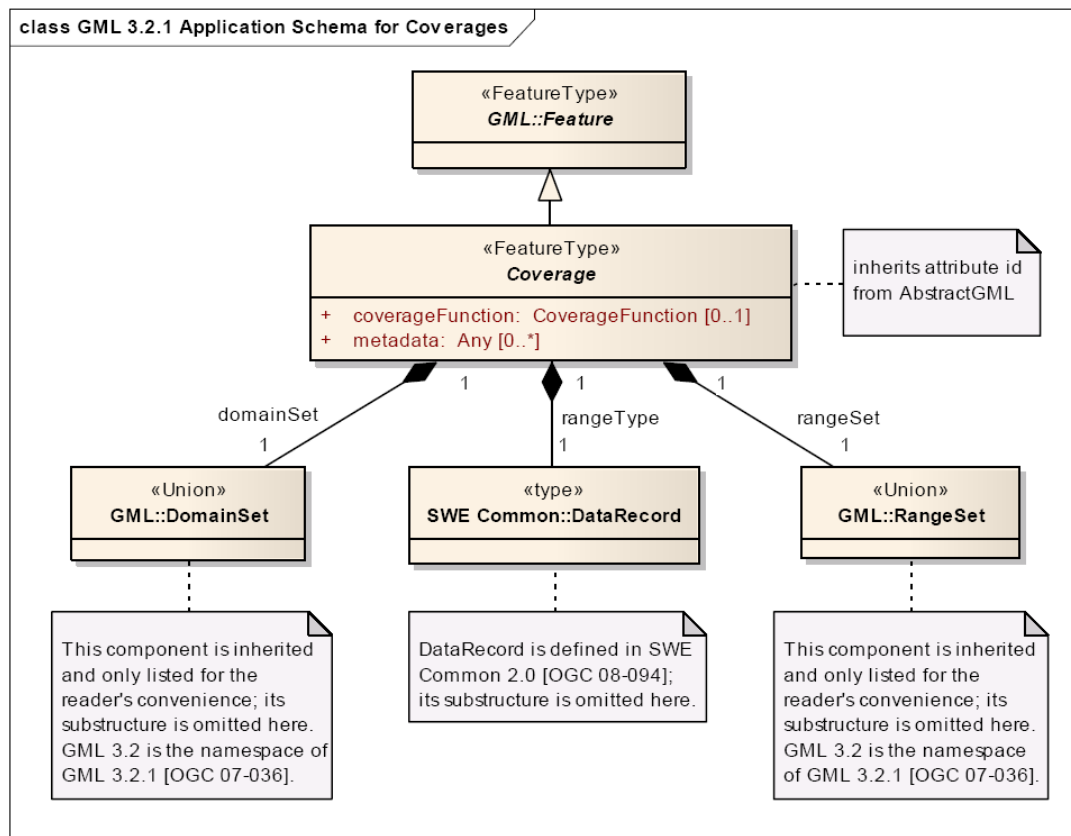 class GML 3.2.1 Application Schema for Coverages
«FeatureType»
GML::Feature
«FeatureType»
Coverage
+ coverageFunction: CoverageFunction [0..1]
+ metadata: Any [0..*]
inherits attribute id
from AbstractGML
1
1
1
domainSet
rangeType
rangeSet
1
1
1
«Union»
GML::DomainSet
«type»
SWE Common::DataRecord
«Union»
GML::RangeSet
This component is inherited
and only listed for the
reader's convenience; its
substructure is omitted here.
GML 3.2 is the namespace of
GML 3.2.1 [OGC 07-036].
DataRecord is defined in SWE
Common 2.0 [OGC 08-094];
its substructure is omitted here.
This component is inherited
and only listed for the
reader's convenience; its
substructure is omitted here.
GML 3.2 is the namespace
of GML 3.2.1 [OGC 07-036].